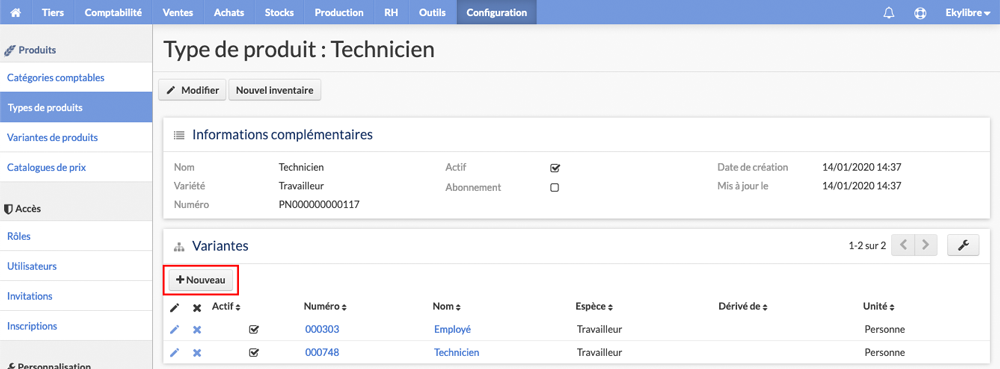 Tiers Comptabilité Ventes Achats Stocks Production RH Outils Configuration Ekylibre
Produits
Catégories comptables
Types de produits
Variantes de produits
Catalogues de prix
Accès
Rôles
Utilisateurs
Invitations
Inscriptions
Personnalisation
Type de produit : Technicien
Modifier Nouvel inventaire
Informations complémentaires
Nom Technicien Actif Date de création 14/01/2020 14:37
Variété Travailleur Abonnement Mis à jour le 14/01/2020 14:37
Numéro PN000000000117
Variantes 1-2 sur 2
+Nouveau
Actif Numéro Nom Espèce Dérivé de Unité
000303 Employé Travailleur Personne
000748 Technicien Travailleur Personne